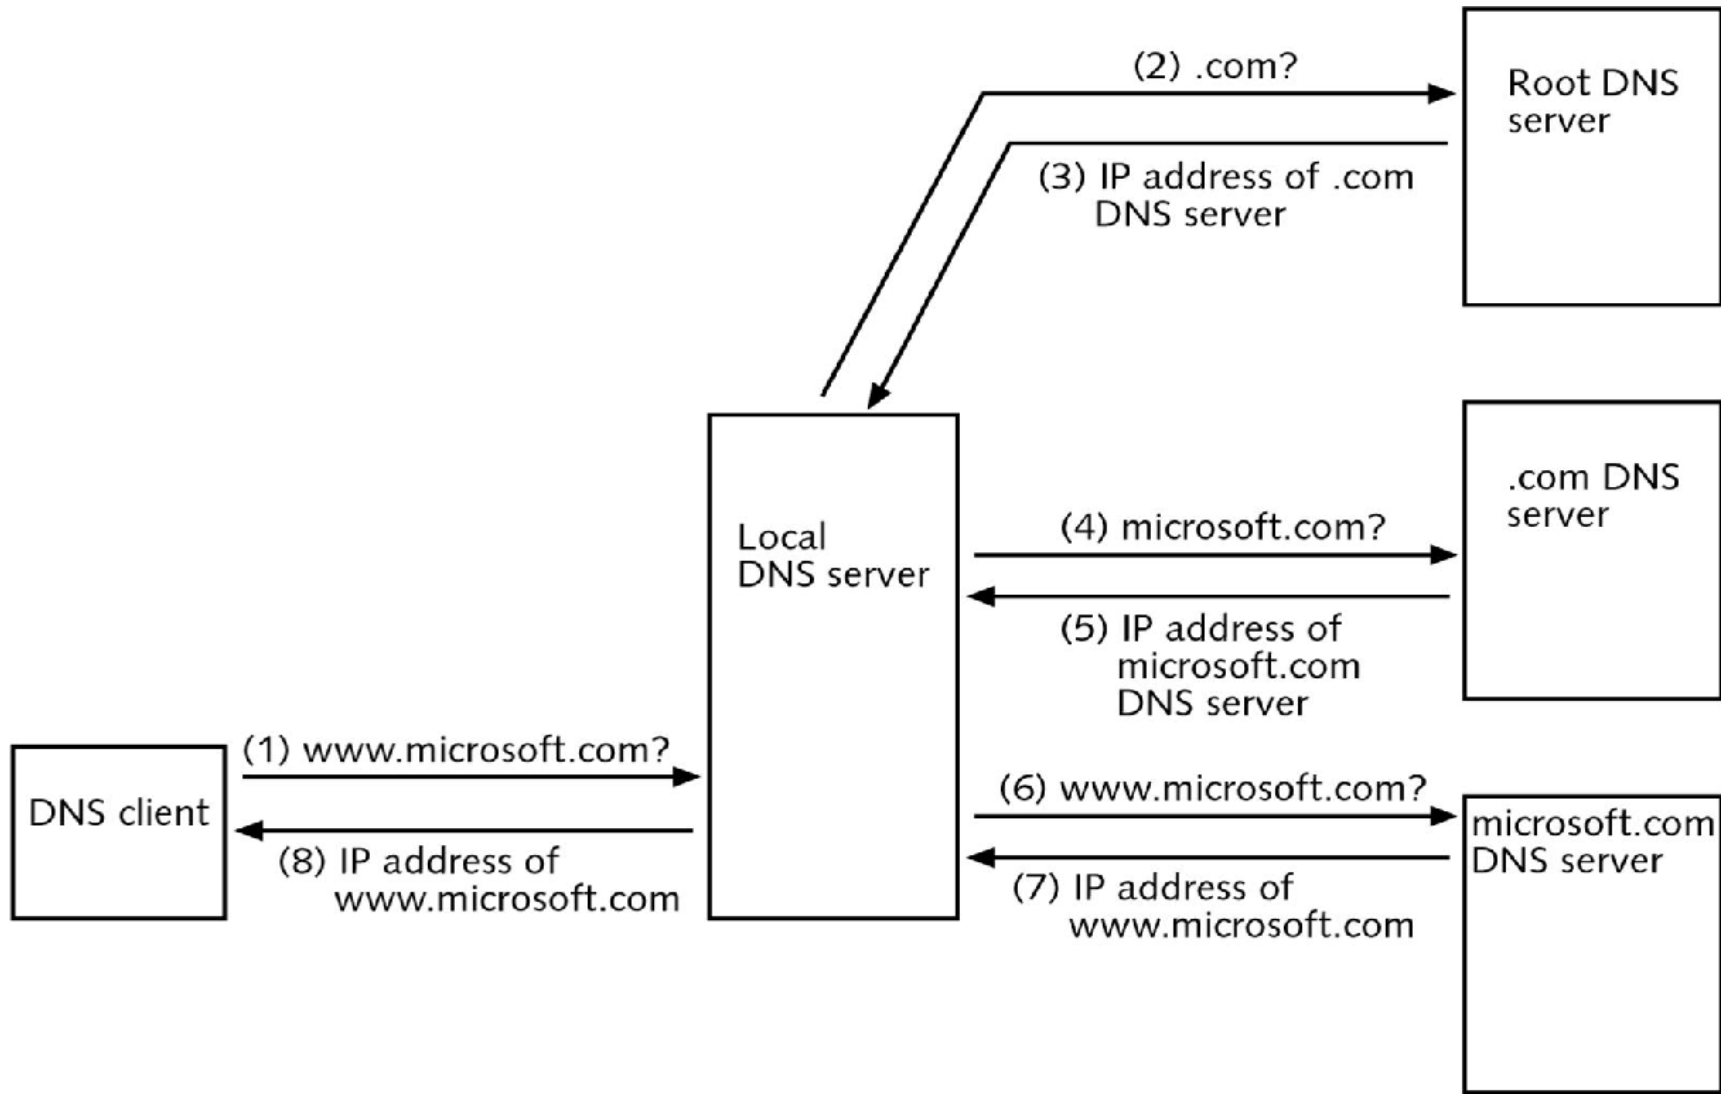 (2) .com?
Root DNS
server
(3) IP address of .com
DNS server
.com DNS
server
(4) microsoft.com?
Local
DNS server
(5) IP address of
microsoft.com
DNS server
(1) www.microsoft.com?
DNS client
(8) IP address of
www.microsoft.com
(6) www.microsoft.com?
microsoft.com
DNS server
(7) IP address of
www.microsoft.com